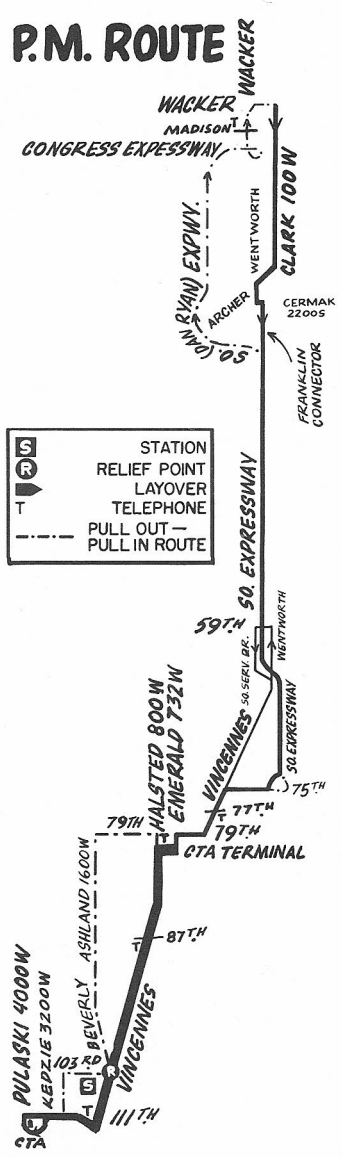 P.M. ROUTE
WACKER
WACKER
T
MADISON
CONGRESS EXPESSWAY
CLARK 100W
WENTWORTH
(DAN RYAN) EXPWY.
SO.
ARCHER
CERMAK
2200S
FRANKLIN
CONNECTOR
S STATION
R RELIEF POINT
LAYOVER
T TELEPHONE
PULL OUT —
PULL IN ROUTE
SO. EXPRESSWAY
59TH
WENTWORTH
SO. SERV. DR.
SO. EXPRESSWAY
VINCENNES
75TH
HALSTED 800W
EMERALD 732W
T
77TH
79TH
79TH
T
CTA TERMINAL
BEVERLY ASHLAND 1600W
T
87TH
VINCENNES
PULASKI 4000W
KEDZIE 3200W
103RD
R
S
T
111TH
CTA